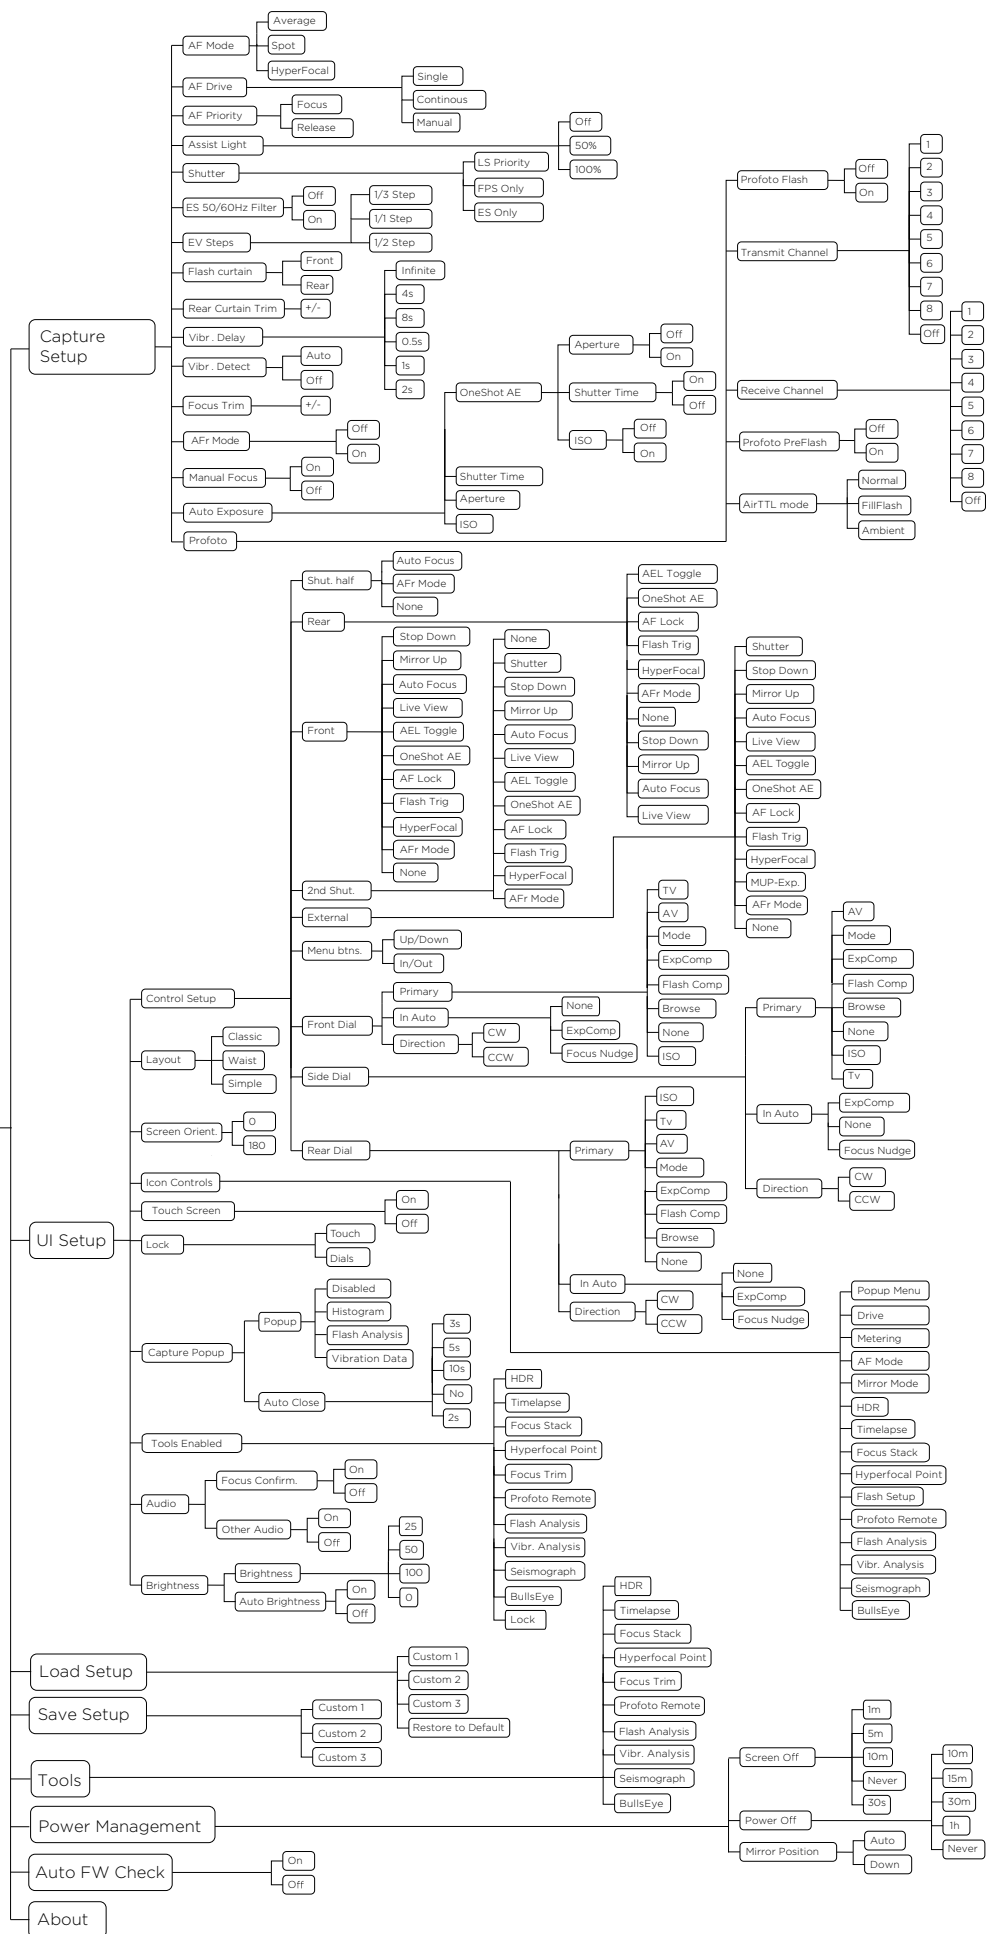 Capture
Setup
AF Mode
Average
Spot
HyperFocal
AF Drive
Single
Continous
Manual
AF Priority
Focus
Release
Assist Light
Off
50%
100%
Shutter
LS Priority
FPS Only
ES Only
ES 50/60Hz Filter
Off
On
EV Steps
1/3 Step
1/1 Step
1/2 Step
Flash curtain
Front
Rear
Rear Curtain Trim
+/-
Vibr. Delay
Infinite
4s
8s
0.5s
1s
2s
Vibr. Detect
Auto
Off
Focus Trim
+/-
AFr Mode
Off
On
Manual Focus
On
Off
Auto Exposure
OneShot AE
Aperture
Off
On
Shutter Time
On
Off
ISO
Off
On
Shutter Time
Aperture
ISO
Profoto
Profoto Flash
Off
On
Transmit Channel
1
2
3
4
5
6
7
8
Off
Receive Channel
1
2
3
4
5
6
7
8
Off
Profoto PreFlash
Off
On
AirTTL mode
Normal
FillFlash
Ambient
UI Setup
Control Setup
Shut. half
Auto Focus
AFr Mode
None
Rear
AEL Toggle
OneShot AE
AF Lock
Flash Trig
HyperFocal
AFr Mode
None
Stop Down
Mirror Up
Auto Focus
Live View
Front
Stop Down
Mirror Up
Auto Focus
Live View
AEL Toggle
OneShot AE
AF Lock
Flash Trig
HyperFocal
AFr Mode
None
2nd Shut.
None
Shutter
Stop Down
Mirror Up
Auto Focus
Live View
AEL Toggle
OneShot AE
AF Lock
Flash Trig
HyperFocal
AFr Mode
External
Shutter
Stop Down
Mirror Up
Auto Focus
Live View
AEL Toggle
OneShot AE
AF Lock
Flash Trig
HyperFocal
MUP-Exp.
AFr Mode
None
Menu btns.
Up/Down
In/Out
Front Dial
Primary
TV
AV
Mode
ExpComp
Flash Comp
Browse
None
ISO
In Auto
None
ExpComp
Focus Nudge
Direction
CW
CCW
Side Dial
Primary
AV
Mode
ExpComp
Flash Comp
Browse
None
ISO
Tv
In Auto
ExpComp
None
Focus Nudge
Direction
CW
CCW
Rear Dial
Primary
ISO
Tv
AV
Mode
ExpComp
Flash Comp
Browse
None
In Auto
None
ExpComp
Focus Nudge
Direction
CW
CCW
Layout
Classic
Waist
Simple
Screen Orient.
0
180
Icon Controls
Popup Menu
Drive
Metering
AF Mode
Mirror Mode
HDR
Timelapse
Focus Stack
Hyperfocal Point
Flash Setup
Profoto Remote
Flash Analysis
Vibr. Analysis
Seismograph
BullsEye
Touch Screen
On
Off
Lock
Touch
Dials
Capture Popup
Popup
Disabled
Histogram
Flash Analysis
Vibration Data
Auto Close
3s
5s
10s
No
2s
Tools Enabled
HDR
Timelapse
Focus Stack
Hyperfocal Point
Focus Trim
Profoto Remote
Flash Analysis
Vibr. Analysis
Seismograph
BullsEye
Lock
Audio
Focus Confirm.
On
Off
Other Audio
On
Off
Brightness
Brightness
25
50
100
0
Auto Brightness
On
Off
Load Setup
Custom 1
Custom 2
Custom 3
Restore to Default
Save Setup
Custom 1
Custom 2
Custom 3
Tools
HDR
Timelapse
Focus Stack
Hyperfocal Point
Focus Trim
Profoto Remote
Flash Analysis
Vibr. Analysis
Seismograph
BullsEye
Power Management
Screen Off
1m
5m
10m
Never
30s
Power Off
10m
15m
30m
1h
Never
Mirror Position
Auto
Down
Auto FW Check
On
Off
About